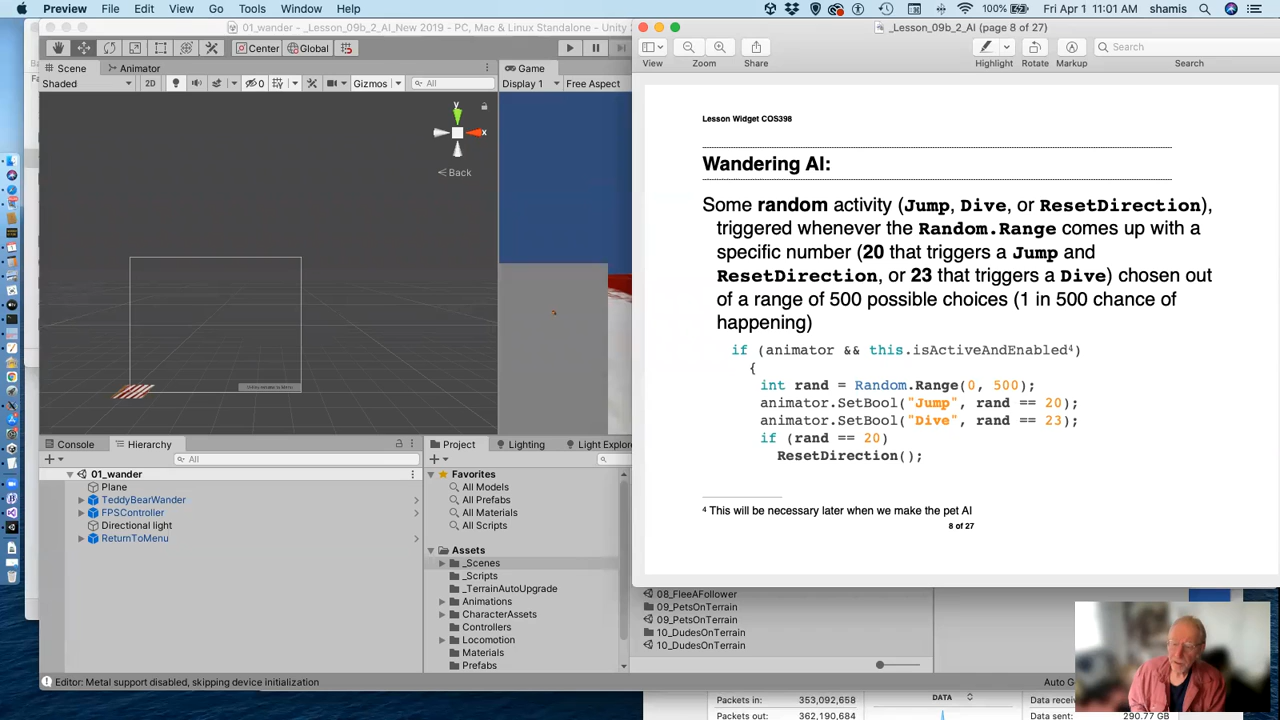 Preview File Edit View Go Tools Window Help
100% Fri Apr 1 11:01 AM shamis
01_wander - _Lesson_09b_2_AI_New 2019 - PC, Mac & Linux Standalone - Unity
Center Global
Scene Animator
Shaded 2D 0 Gizmos All
y
x
Back
Game
Display 1 Free Aspect
_Lesson_09b_2_AI (page 8 of 27)
Search
View Zoom Share Highlight Rotate Markup Search
Lesson Widget COS398
Wandering AI:
Some random activity (Jump, Dive, or ResetDirection),
triggered whenever the Random.Range comes up with a
specific number (20 that triggers a Jump and
ResetDirection, or 23 that triggers a Dive) chosen out
of a range of 500 possible choices (1 in 500 chance of
happening)
if (animator && this.isActiveAndEnabled⁴)
{
int rand = Random.Range(0, 500);
animator.SetBool("Jump", rand == 20);
animator.SetBool("Dive", rand == 23);
if (rand == 20)
ResetDirection();
⁴ This will be necessary later when we make the pet AI
8 of 27
Console Hierarchy
All
01_wander
Plane
TeddyBearWander
FPSController
Directional light
ReturnToMenu
Project Lighting Light Explorer
Favorites
All Models
All Prefabs
All Materials
All Scripts
Assets
_Scenes
_Scripts
_TerrainAutoUpgrade
Animations
CharacterAssets
Controllers
Locomotion
Materials
Prefabs
08_FleeAFollower
09_PetsOnTerrain
09_PetsOnTerrain
10_DudesOnTerrain
10_DudesOnTerrain
Editor: Metal support disabled, skipping device initialization
Auto G
Packets in: 353,092,658 DATA Data receiv
Packets out: 362,190,684 Data sent: 290.77 GB